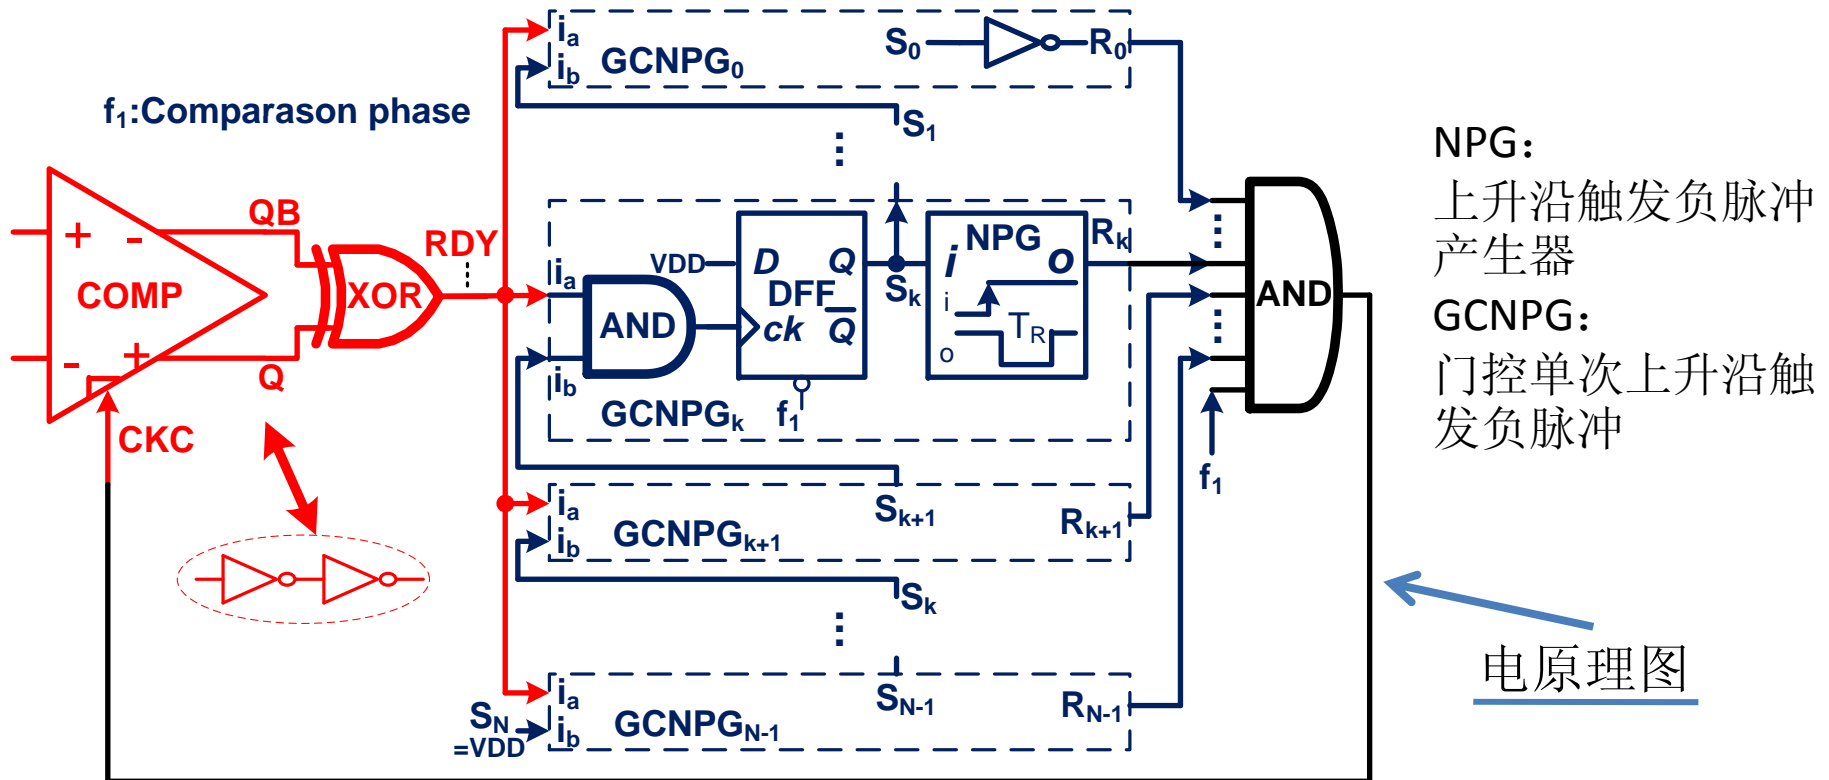 f1:Comparason phase
ia
ib
GCNPG0
S0
R0
S1
⋮
QB
RDY
+
-
COMP
XOR
-
+
Q
CKC
ia
ib
AND
VDD
D
Q
DFF
ck
Q̅
f1
GCNPGk
Sk
NPG
i
o
i
TR
o
Rk
⋮
AND
⋮
f1
Sk+1
ia
ib
GCNPGk+1
Rk+1
Sk
⋮
SN-1
SN
=VDD
ia
ib
GCNPGN-1
RN-1
NPG：
上升沿触发负脉冲
产生器
GCNPG：
门控单次上升沿触
发负脉冲
电原理图